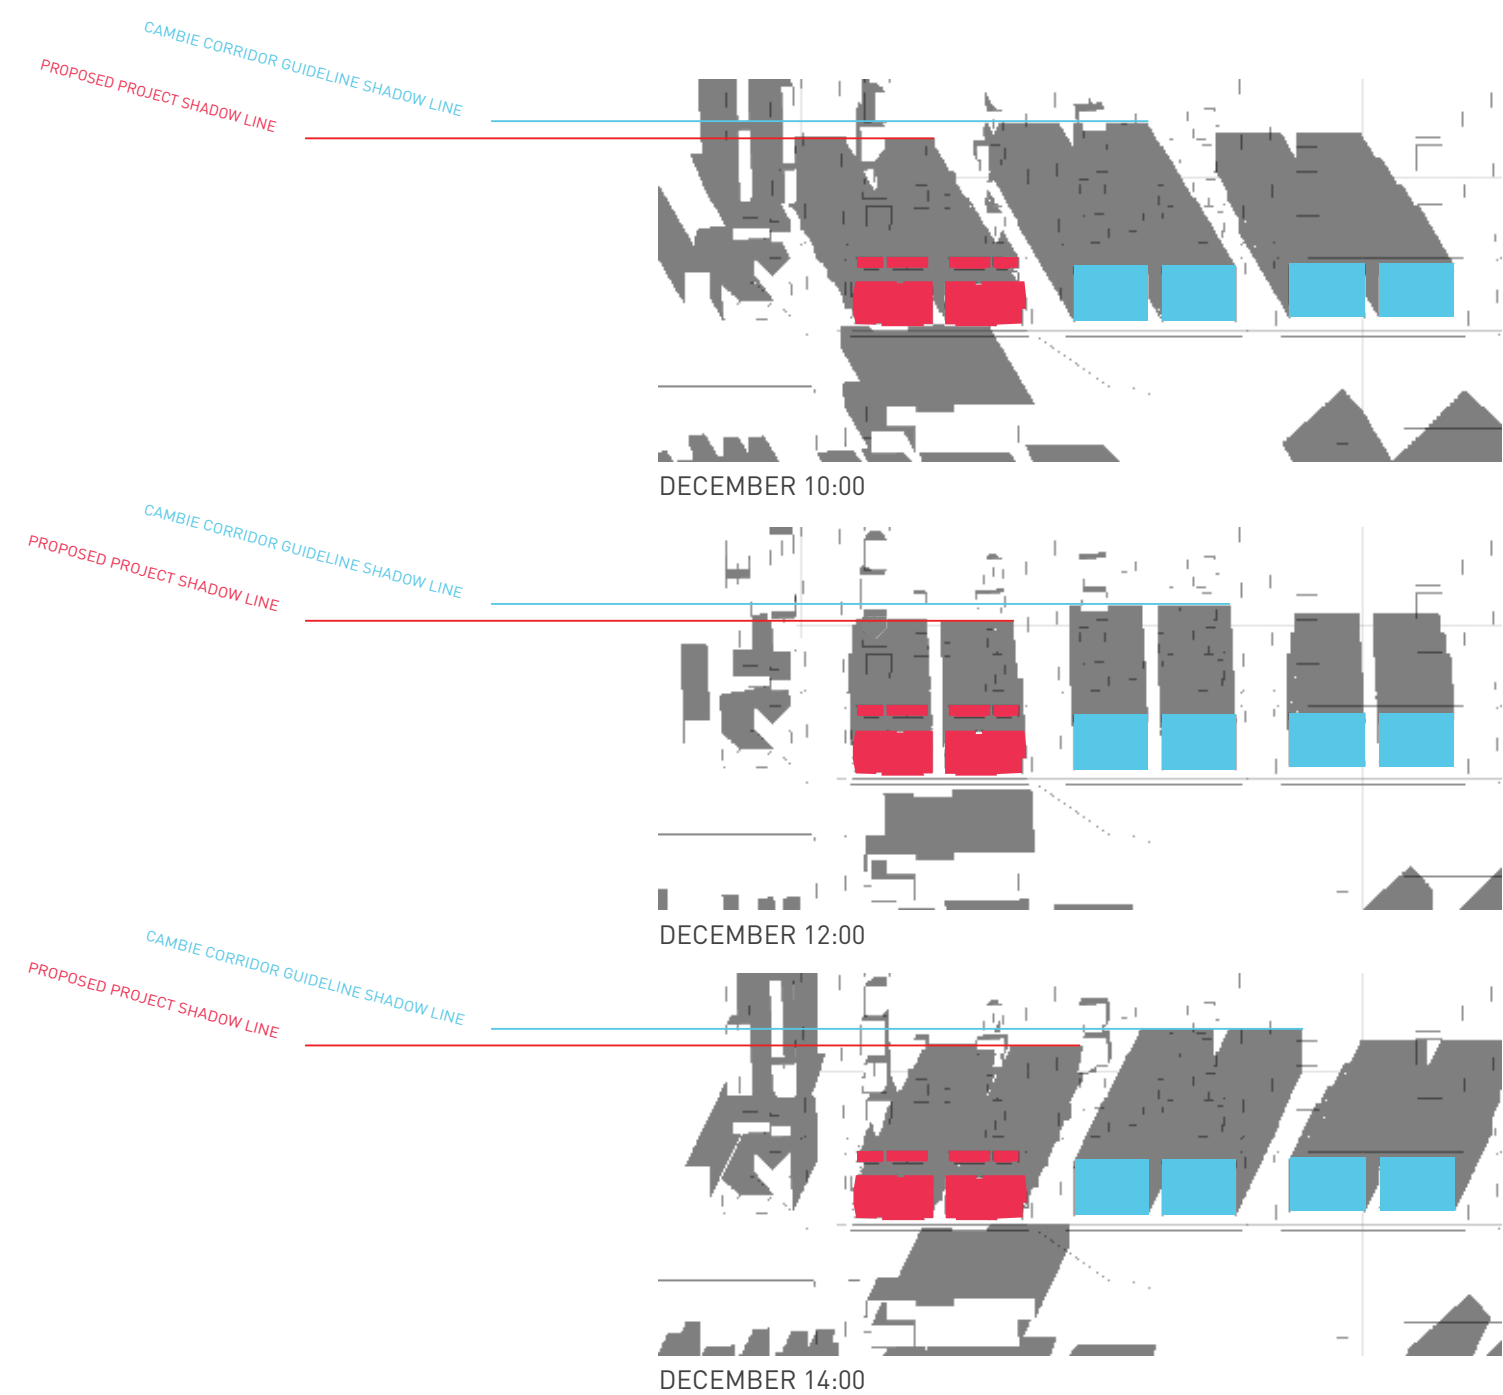 CAMBIE CORRIDOR GUIDELINE SHADOW LINE
PROPOSED PROJECT SHADOW LINE
DECEMBER 10:00
CAMBIE CORRIDOR GUIDELINE SHADOW LINE
PROPOSED PROJECT SHADOW LINE
DECEMBER 12:00
CAMBIE CORRIDOR GUIDELINE SHADOW LINE
PROPOSED PROJECT SHADOW LINE
DECEMBER 14:00